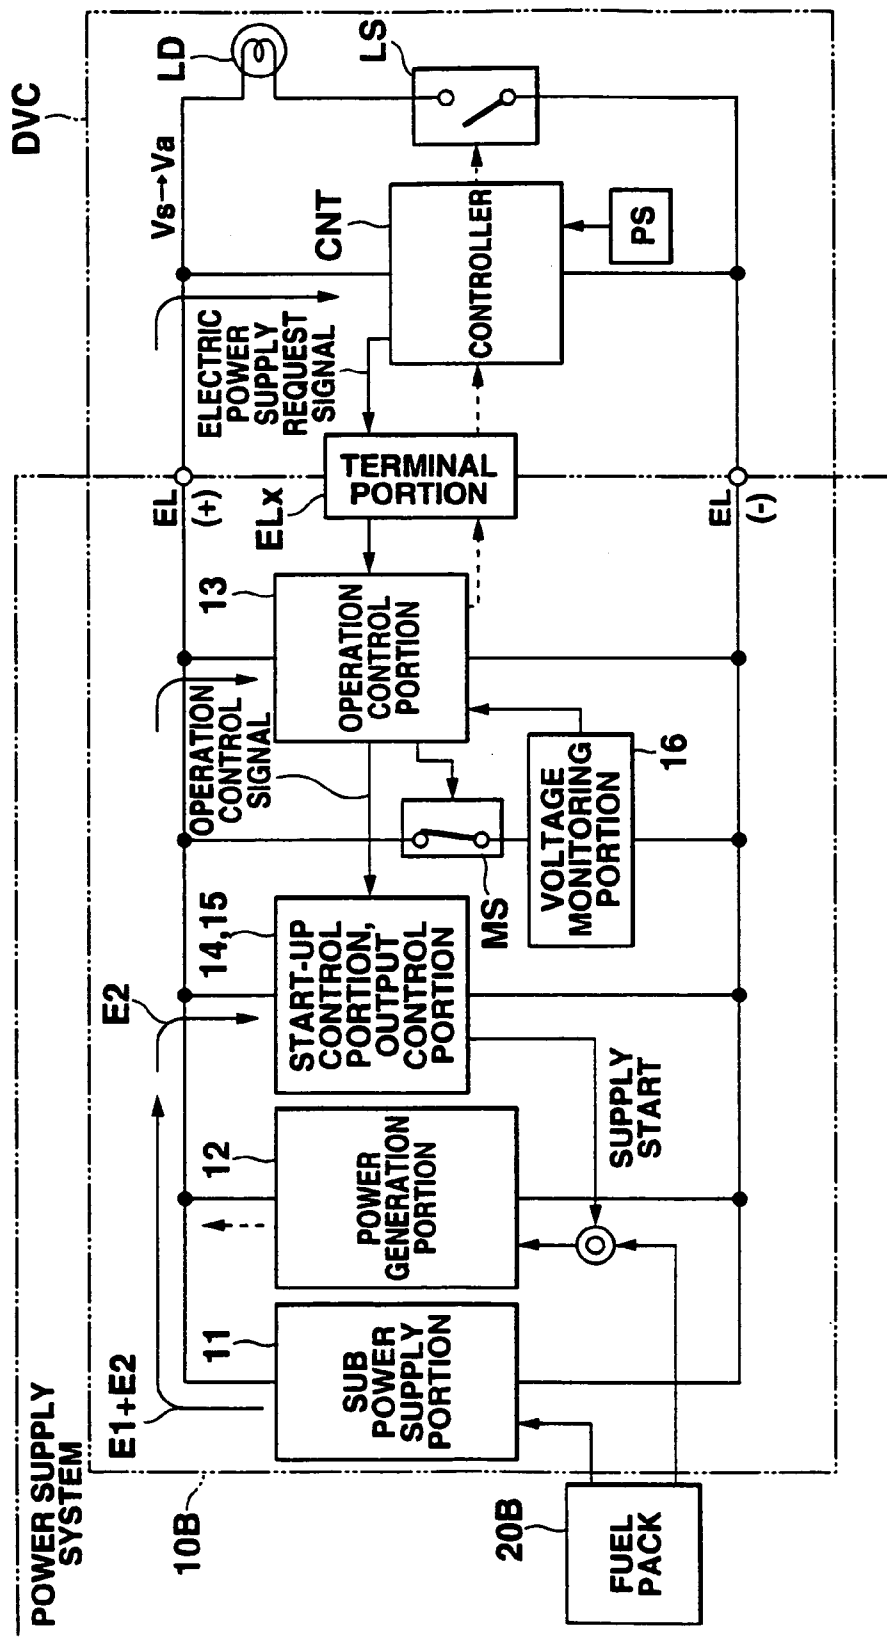 POWER SUPPLY
SYSTEM
DVC
10B
E1+E2
E2
Vs→Va
LD
LS
EL
(+)
ELECTRIC
POWER
SUPPLY
REQUEST
SIGNAL
CNT
CONTROLLER
PS
ELx
TERMINAL
PORTION
13
OPERATION
CONTROL
PORTION
OPERATION
CONTROL
SIGNAL
14,15
START-UP
CONTROL
PORTION,
OUTPUT
CONTROL
PORTION
MS
VOLTAGE
MONITORING
PORTION
16
12
POWER
GENERATION
PORTION
SUPPLY
START
11
SUB
POWER
SUPPLY
PORTION
20B
FUEL
PACK
EL
(-)